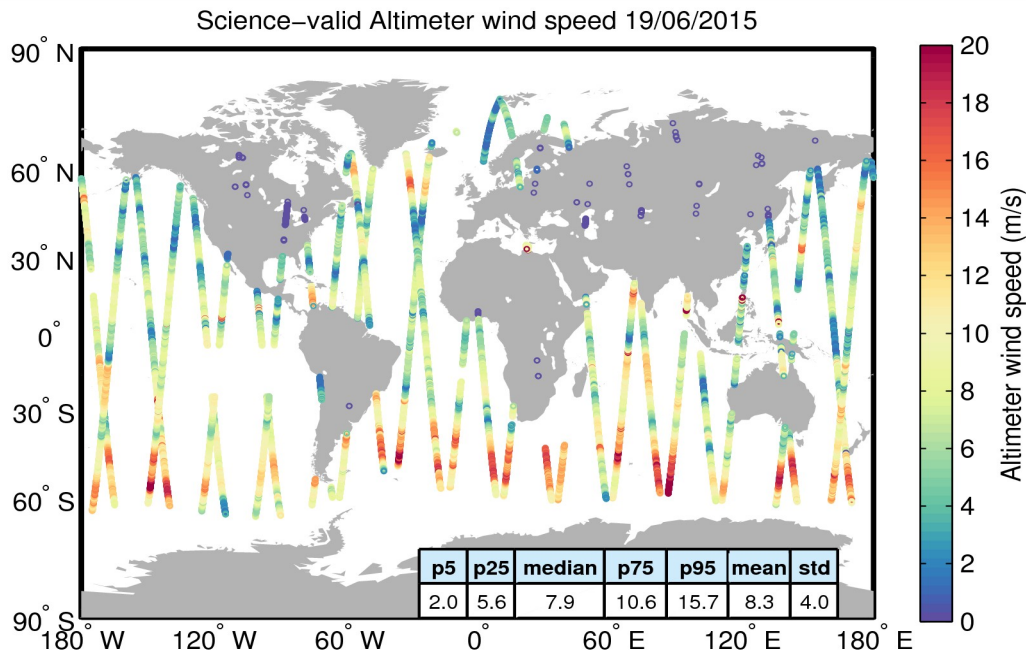 Science−valid Altimeter wind speed 19/06/2015
90° N
60° N
30° N
0°
30° S
60° S
90° S
180° W
120° W
60° W
0°
60° E
120° E
180° E
p5 p25 median p75 p95 mean std
2.0 5.6 7.9 10.6 15.7 8.3 4.0
20
18
16
14
12
10
8
6
4
2
0
Altimeter wind speed (m/s)